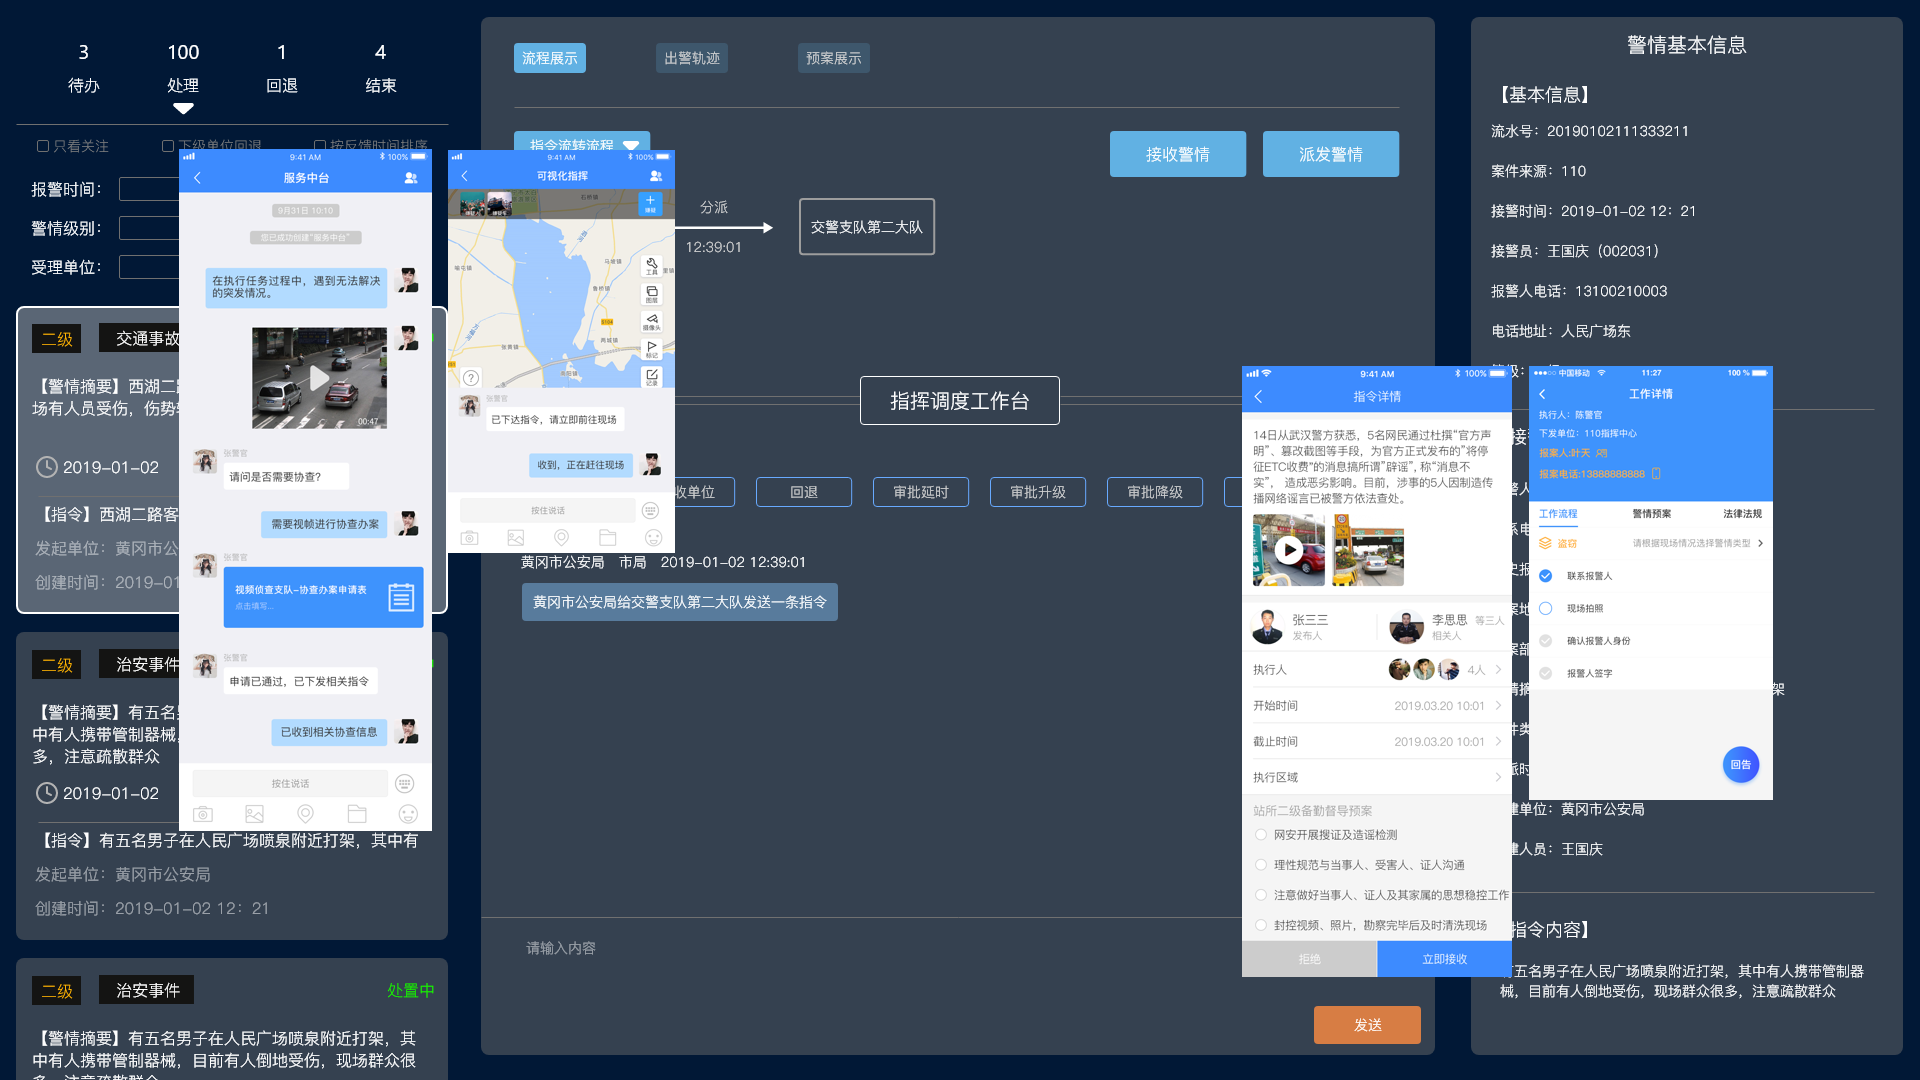 3
100
1
4
待办
处理
回退
结束
只看关注
下级单位回退
按反馈时间排序
报警时间：
警情级别：
受理单位：
二级
交通事故
【警情摘要】西湖二
场有人员受伤，伤势
2019-01-02
【指令】西湖二路客
发起单位：黄冈市公
创建时间：2019-01
二级
治安事件
【警情摘要】有五名
中有人携带管制器械，
多，注意疏散群众
2019-01-02
【指令】有五名男子在人民广场喷泉附近打架，其中有
发起单位：黄冈市公安局
创建时间：2019-01-02 12：21
二级
治安事件
处置中
【警情摘要】有五名男子在人民广场喷泉附近打架，其
中有人携带管制器械，目前有人倒地受伤，现场群众很
多，注意疏散群众
9:41 AM
100%
服务中台
9月31日 10:10
您已成功创建“服务中台”
在执行任务过程中，遇到无法解决
的突发情况。
00:47
张警官
请问是否需要协查?
需要视帧进行协查办案
张警官
视频侦查支队-协查办案申请表
点击填写...
张警官
申请已通过，已下发相关指令
已收到相关协查信息
按住说话
流程展示
出警轨迹
预案展示
指令流转流程
接收警情
派发警情
9:41 AM
100%
可视化指挥
石桥镇
马坡镇
鲁桥镇
喻屯镇
张黄镇
两城镇
南阳镇
S104
工具
图层
摄像头
标记
记录
张警官
已下达指令，请立即前往现场
收到，正在赶往现场
按住说话
分派
12:39:01
交警支队第二大队
指挥调度工作台
收单位
回退
审批延时
审批升级
审批降级
黄冈市公安局 市局 2019-01-02 12:39:01
黄冈市公安局给交警支队第二大队发送一条指令
请输入内容
发送
9:41 AM
100%
指令详情
14日从武汉警方获悉，5名网民通过杜撰“官方声
明”、篡改截图等手段，为官方正式发布的“将停
征ETC收费”的消息搞所谓”辟谣”, 称“消息不
实”， 造成恶劣影响。目前，涉事的5人因制造传
播网络谣言已被警方依法查处。
张三三
发布人
李思思 等三人
相关人
执行人
4人
开始时间
2019.03.20 10:01
截止时间
2019.03.20 10:01
执行区域
站所二级备勤督导预案
网安开展搜证及造谣检测
理性规范与当事人、受害人、证人沟通
注意做好当事人、证人及其家属的思想稳控工作
封控视频、照片，勘察完毕后及时清洗现场
拒绝
立即接收
警情基本信息
【基本信息】
流水号：20190102111333211
案件来源：110
接警时间：2019-01-02 12：21
接警员：王国庆（002031）
报警人电话：13100210003
电话地址：人民广场东
中国移动
11:27
100 %
工作详情
执行人：陈警官
下发单位：110指挥中心
报案人:叶天
报案电话:13888888888
工作流程
警情预案
法律法规
盗窃
请根据现场情况选择警情类型
联系报警人
现场拍照
确认报警人身份
报警人签字
回告
架
建单位：黄冈市公安局
建人员：王国庆
指令内容】
有五名男子在人民广场喷泉附近打架，其中有人携带管制器
械，目前有人倒地受伤，现场群众很多，注意疏散群众